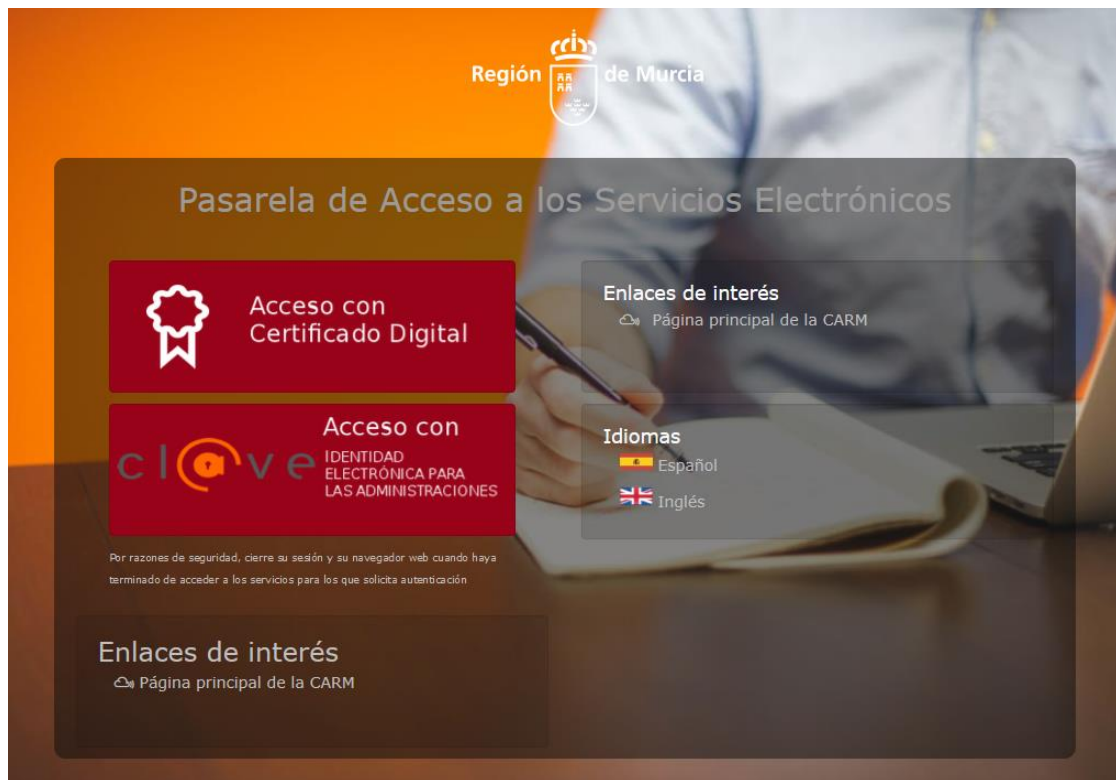 Región de Murcia
Pasarela de Acceso a los Servicios Electrónicos
Acceso con
Certificado Digital
cl@ve
Acceso con
IDENTIDAD
ELECTRÓNICA PARA
LAS ADMINISTRACIONES
Por razones de seguridad, cierre su sesión y su navegador web cuando haya
terminado de acceder a los servicios para los que solicita autenticación
Enlaces de interés
Página principal de la CARM
Idiomas
Español
Inglés
Enlaces de interés
Página principal de la CARM